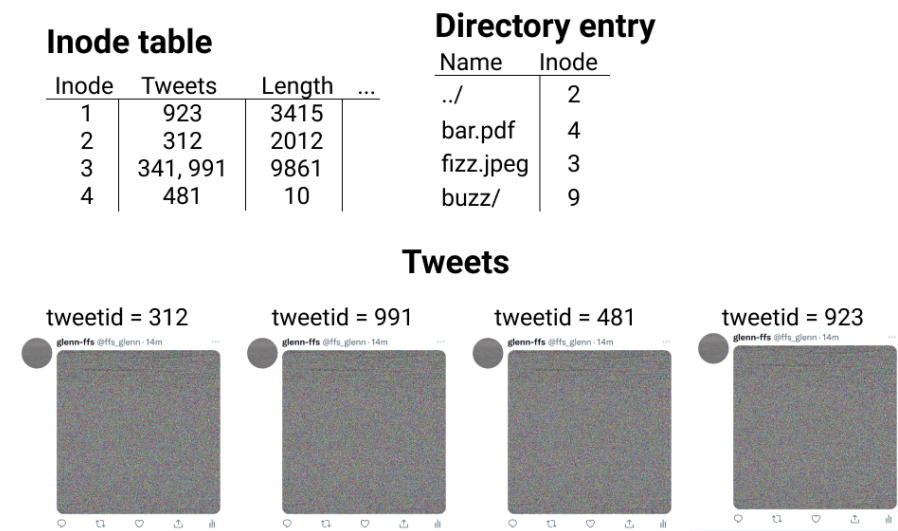 Inode table
Inode Tweets Length ...
1 923 3415
2 312 2012
3 341, 991 9861
4 481 10
Directory entry
Name Inode
../ 2
bar.pdf 4
fizz.jpeg 3
buzz/ 9
Tweets
tweetid = 312
glenn-ffs @ffs_glenn · 14m
tweetid = 991
glenn-ffs @ffs_glenn · 14m
tweetid = 481
glenn-ffs @ffs_glenn · 14m
tweetid = 923
glenn-ffs @ffs_glenn · 14m